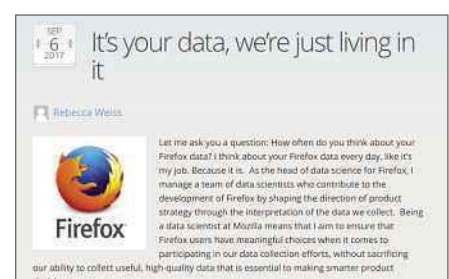 SEP
6
2017
It's your data, we're just living in
it
Rebecca Weiss
Let me ask you a question: How often do you think about your
Firefox data? I think about your Firefox data every day, like it's
my job. Because it is. As the head of data science for Firefox, I
manage a team of data scientists who contribute to the
development of Firefox by shaping the direction of product
strategy through the interpretation of the data we collect. Being
a data scientist at Mozilla means that I aim to ensure that
Firefox users have meaningful choices when it comes to
participating in our data collection efforts, without sacrificing
our ability to collect useful, high-quality data that is essential to making smarter product
Firefox